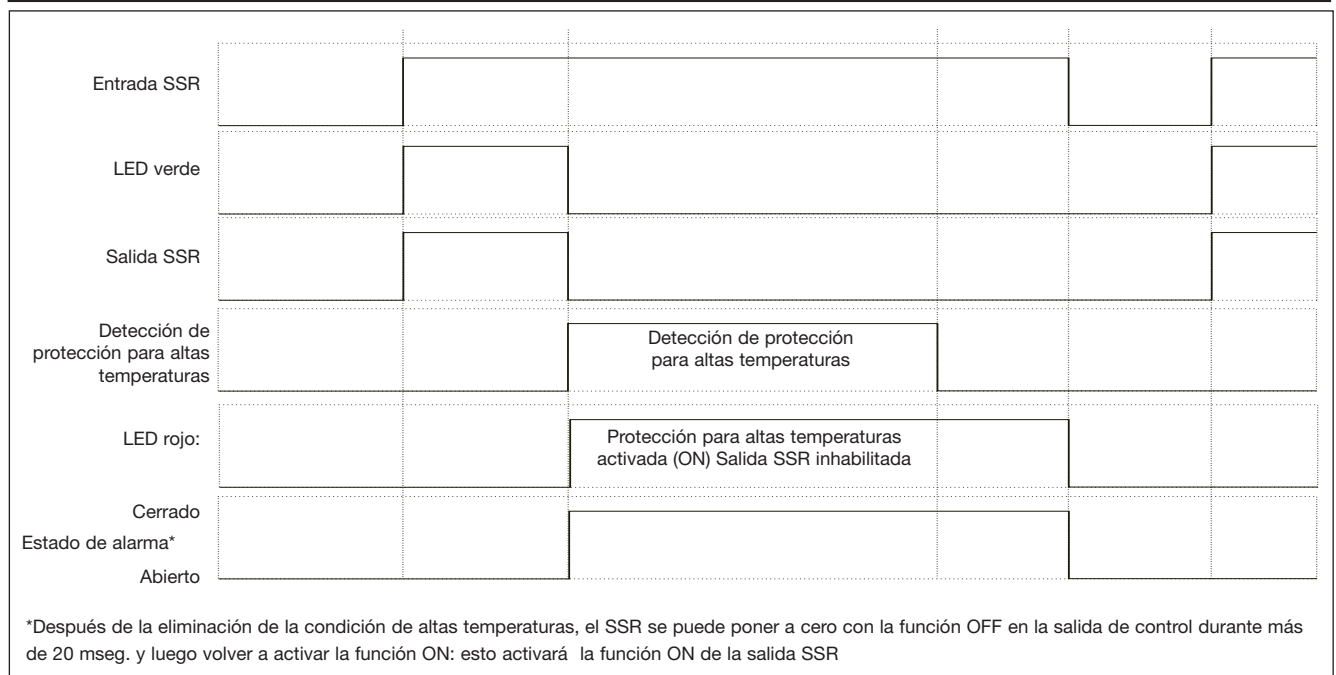 Entrada SSR
LED verde
Salida SSR
Detección de
protección para altas
temperaturas
Detección de protección
para altas temperaturas
LED rojo:
Protección para altas temperaturas
activada (ON) Salida SSR inhabilitada
Cerrado
Estado de alarma*
Abierto
*Después de la eliminación de la condición de altas temperaturas, el SSR se puede poner a cero con la función OFF en la salida de control durante más
de 20 mseg. y luego volver a activar la función ON: esto activará la función ON de la salida SSR